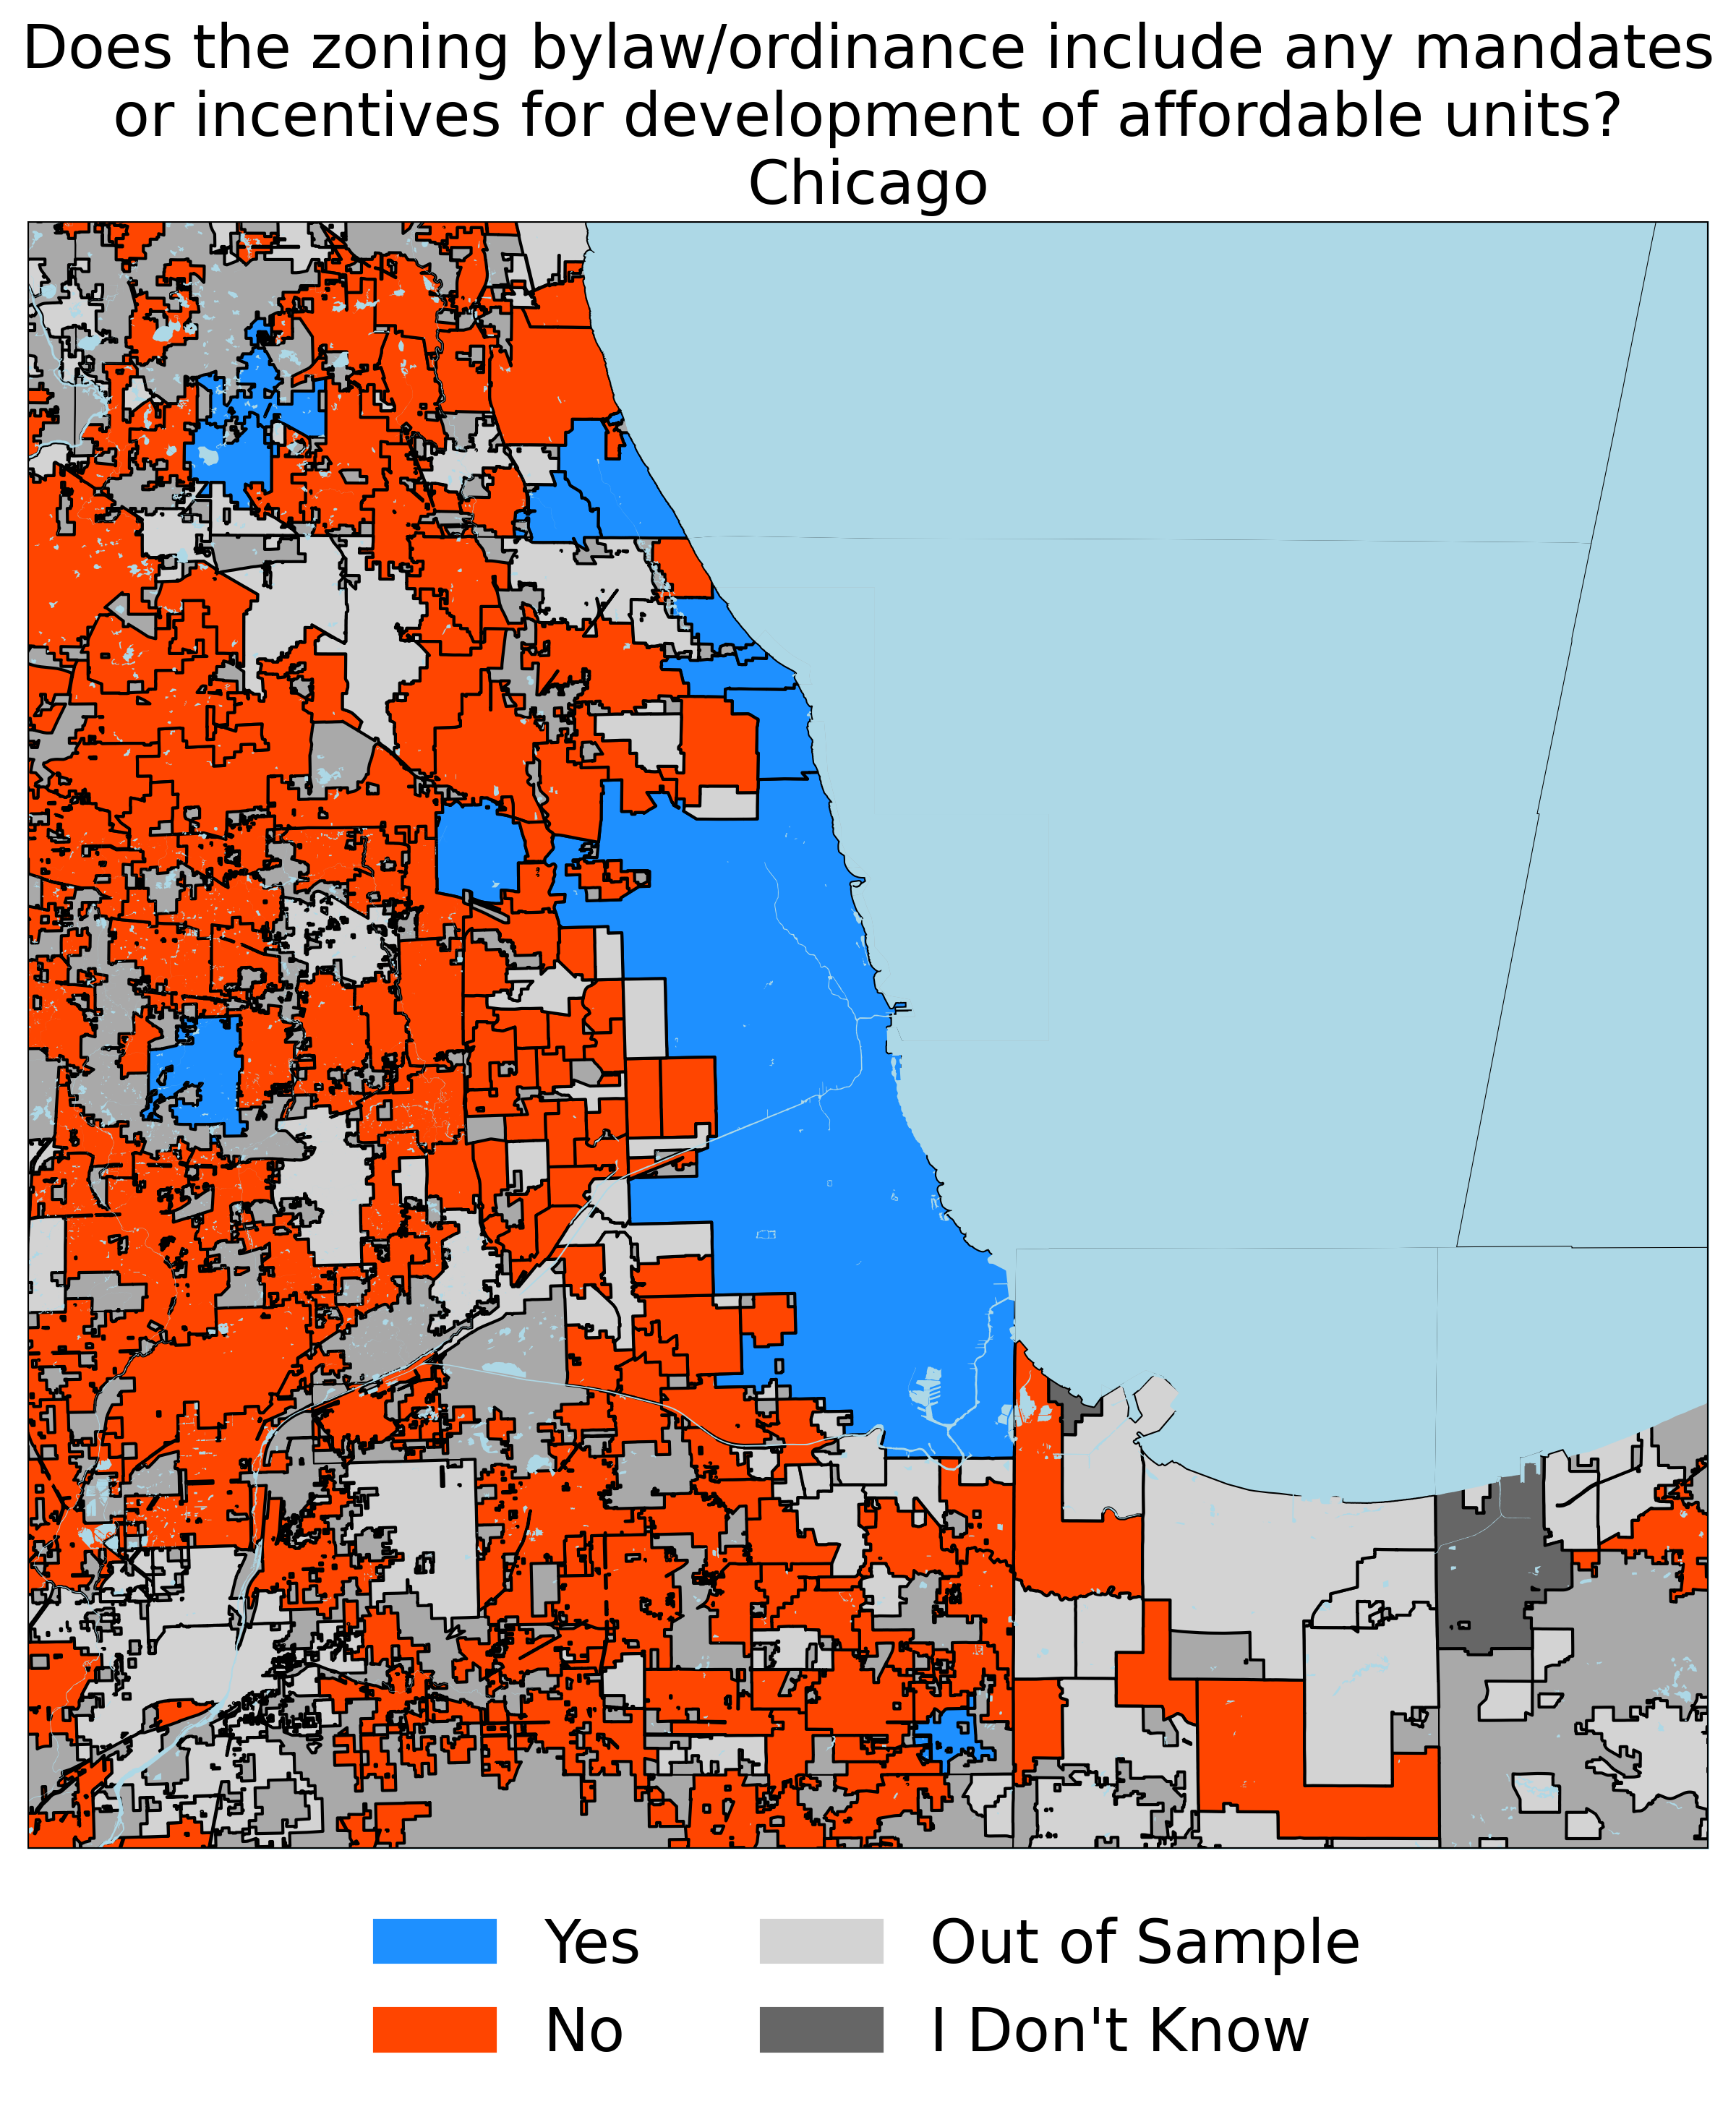 Does the zoning bylaw/ordinance include any mandates
or incentives for development of affordable units?
Chicago
Yes
Out of Sample
No
I Don't Know